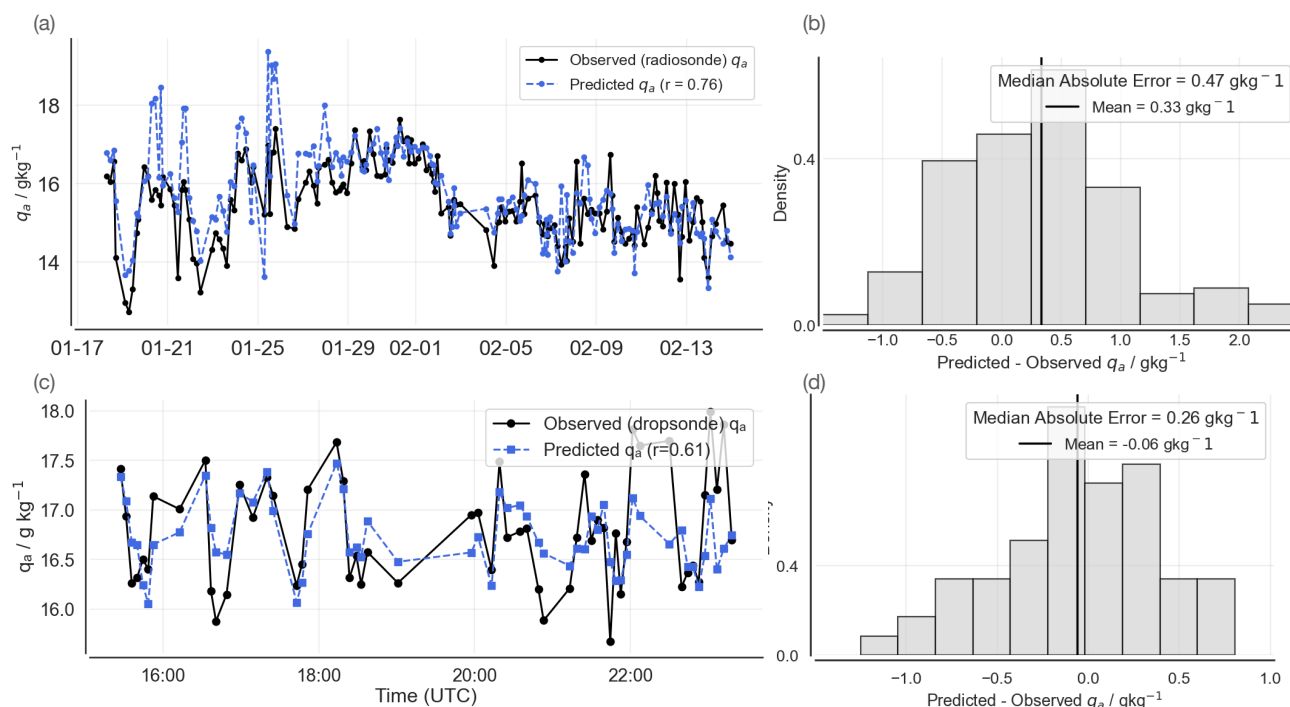 (a)
18
16
14
q_a / gkg⁻¹
Observed (radiosonde) q_a
Predicted q_a (r = 0.76)
01-17
01-21
01-25
01-29
02-01
02-05
02-09
02-13
(b)
Median Absolute Error = 0.47 gkg⁻1
Mean = 0.33 gkg⁻1
Density
0.4
0.0
−1.0
−0.5
0.0
0.5
1.0
1.5
2.0
Predicted - Observed q_a / gkg⁻¹
(c)
18.0
17.5
17.0
16.5
16.0
q_a / g kg⁻¹
Observed (dropsonde) q_a
Predicted q_a (r=0.61)
16:00
18:00
20:00
22:00
Time (UTC)
(d)
Median Absolute Error = 0.26 gkg⁻1
Mean = -0.06 gkg⁻1
Density
0.4
0.0
−1.0
−0.5
0.0
0.5
1.0
Predicted - Observed q_a / gkg⁻¹